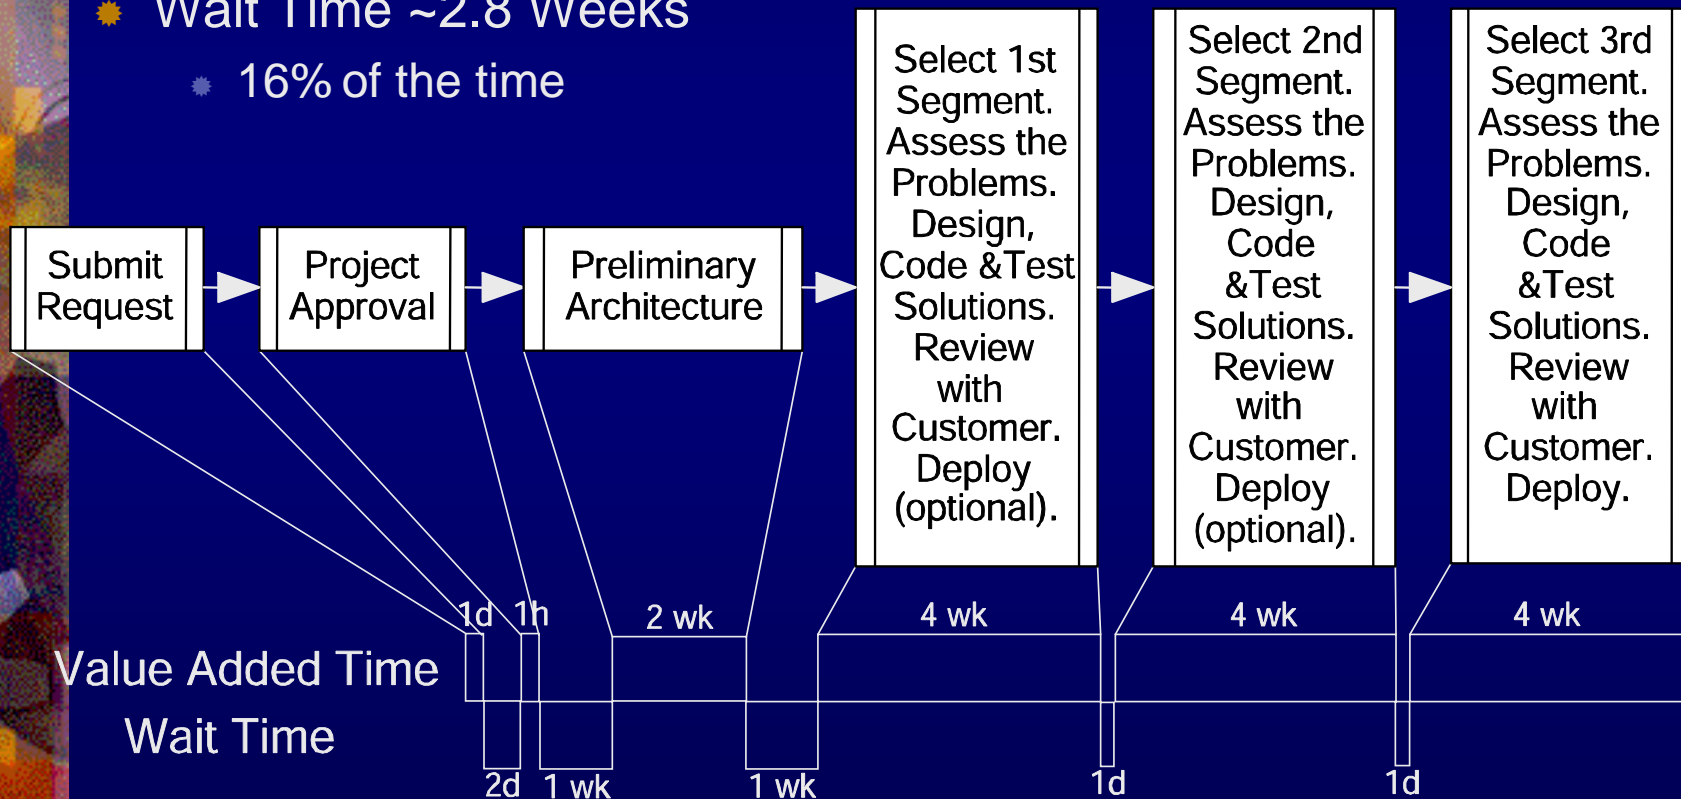 Wait Time ~2.8 Weeks
16% of the time
Submit
Request
Project
Approval
Preliminary
Architecture
Select 1st
Segment.
Assess the
Problems.
Design,
Code &Test
Solutions.
Review
with
Customer.
Deploy
(optional).
Select 2nd
Segment.
Assess the
Problems.
Design,
Code
&Test
Solutions.
Review
with
Customer.
Deploy
(optional).
Select 3rd
Segment.
Assess the
Problems.
Design,
Code
&Test
Solutions.
Review
with
Customer.
Deploy.
1d 1h 2 wk 4 wk 4 wk 4 wk
Value Added Time
Wait Time
2d 1 wk 1 wk 1d 1d